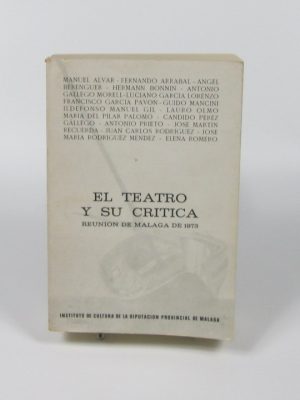 MANUEL ALVAR - FERNANDO ARRABAL - ANGEL
BERENGUER - HERMANN BONNIN - ANTONIO
GALLEGO MORELL - LUCIANO GARCIA LORENZO
FRANCISCO GARCIA PAVON - GUIDO MANCINI
ILDEFONSO MANUEL GIL - LAURO OLMO
MARIA DEL PILAR PALOMO - CANDIDO PEREZ
GALLEGO - ANTONIO PRIETO - JOSE MARTIN
RECUERDA - JUAN CARLOS RODRIGUEZ - JOSE
MARIA RODRIGUEZ MENDEZ - ELENA ROMERO
EL TEATRO
Y SU CRITICA
REUNION DE MALAGA DE 1973
INSTITUTO DE CULTURA DE LA DIPUTACION PROVINCIAL DE MALAGA